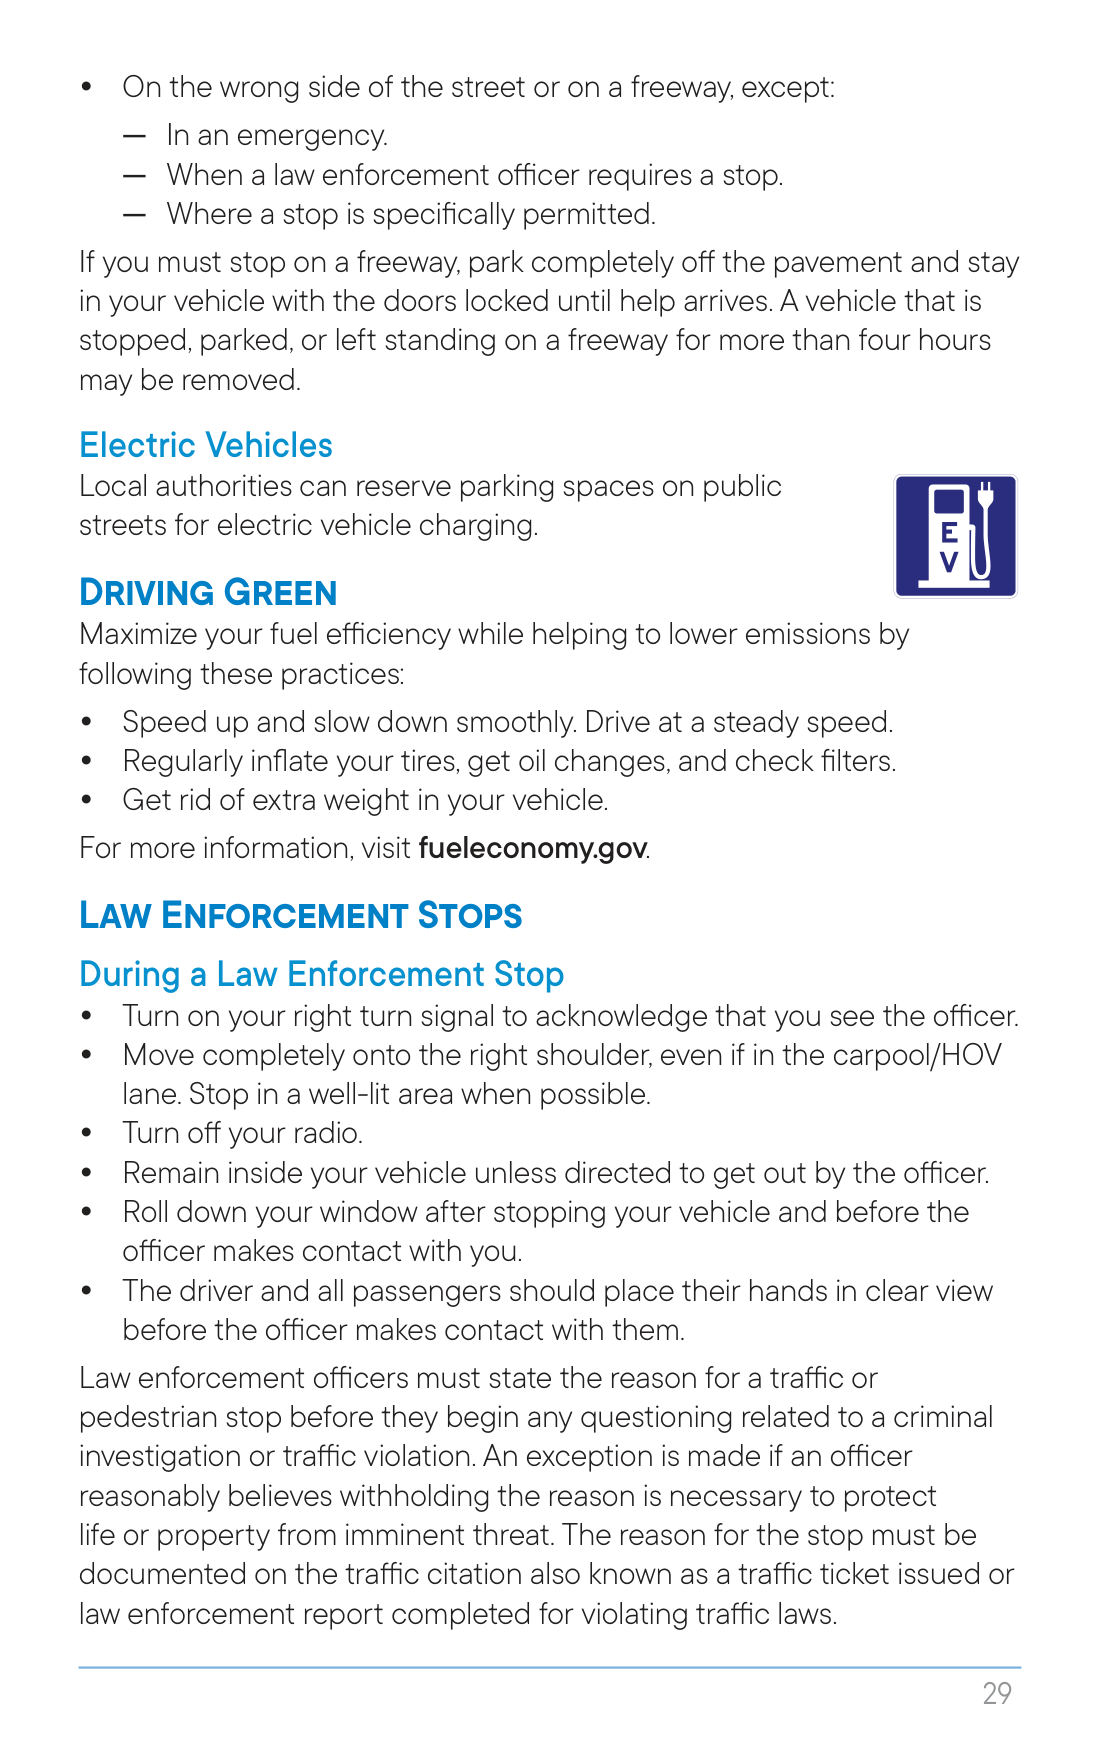 • On the wrong side of the street or on a freeway, except:
— In an emergency.
— When a law enforcement officer requires a stop.
— Where a stop is specifically permitted.
If you must stop on a freeway, park completely off the pavement and stay
in your vehicle with the doors locked until help arrives. A vehicle that is
stopped, parked, or left standing on a freeway for more than four hours
may be removed.
Electric Vehicles
Local authorities can reserve parking spaces on public
streets for electric vehicle charging.
E
V
DRIVING GREEN
Maximize your fuel efficiency while helping to lower emissions by
following these practices:
• Speed up and slow down smoothly. Drive at a steady speed.
• Regularly inflate your tires, get oil changes, and check filters.
• Get rid of extra weight in your vehicle.
For more information, visit fueleconomy.gov.
LAW ENFORCEMENT STOPS
During a Law Enforcement Stop
• Turn on your right turn signal to acknowledge that you see the officer.
• Move completely onto the right shoulder, even if in the carpool/HOV
lane. Stop in a well-lit area when possible.
• Turn off your radio.
• Remain inside your vehicle unless directed to get out by the officer.
• Roll down your window after stopping your vehicle and before the
officer makes contact with you.
• The driver and all passengers should place their hands in clear view
before the officer makes contact with them.
Law enforcement officers must state the reason for a traffic or
pedestrian stop before they begin any questioning related to a criminal
investigation or traffic violation. An exception is made if an officer
reasonably believes withholding the reason is necessary to protect
life or property from imminent threat. The reason for the stop must be
documented on the traffic citation also known as a traffic ticket issued or
law enforcement report completed for violating traffic laws.
29